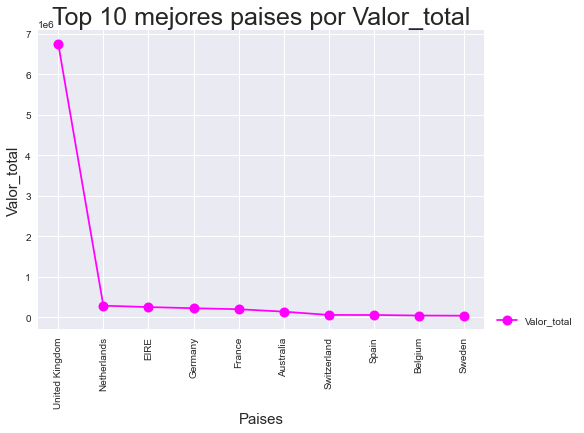 Top 10 mejores paises por Valor_total
1e6
7
6
5
4
3
2
1
0
Valor_total
United Kingdom
Netherlands
EIRE
Germany
France
Australia
Switzerland
Spain
Belgium
Sweden
Paises
Valor_total